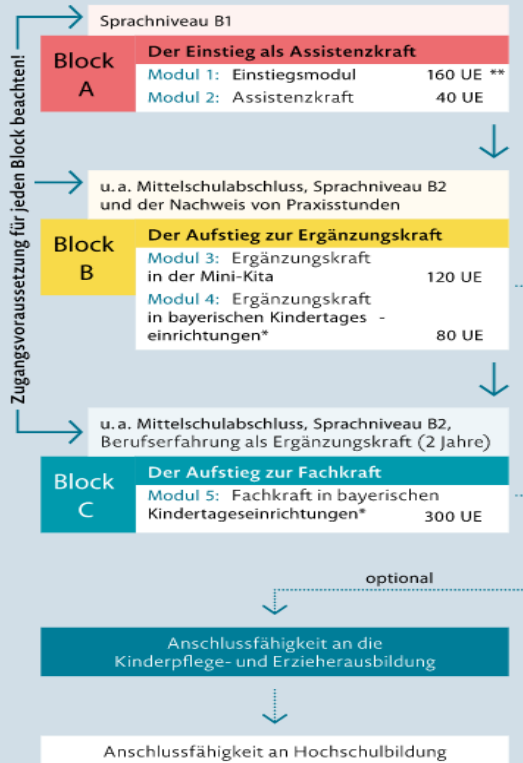 Zugangsvoraussetzung für jeden Block beachten!
Sprachniveau B1
Block
A
Der Einstieg als Assistenzkraft
Modul 1: Einstiegsmodul 160 UE **
Modul 2: Assistenzkraft 40 UE
u. a. Mittelschulabschluss, Sprachniveau B2
und der Nachweis von Praxisstunden
Block
B
Der Aufstieg zur Ergänzungskraft
Modul 3: Ergänzungskraft
in der Mini-Kita 120 UE
Modul 4: Ergänzungskraft
in bayerischen Kindertages -
einrichtungen* 80 UE
u. a. Mittelschulabschluss, Sprachniveau B2,
Berufserfahrung als Ergänzungskraft (2 Jahre)
Block
C
Der Aufstieg zur Fachkraft
Modul 5: Fachkraft in bayerischen
Kindertageseinrichtungen* 300 UE
optional
Anschlussfähigkeit an die
Kinderpflege- und Erzieherausbildung
Anschlussfähigkeit an Hochschulbildung